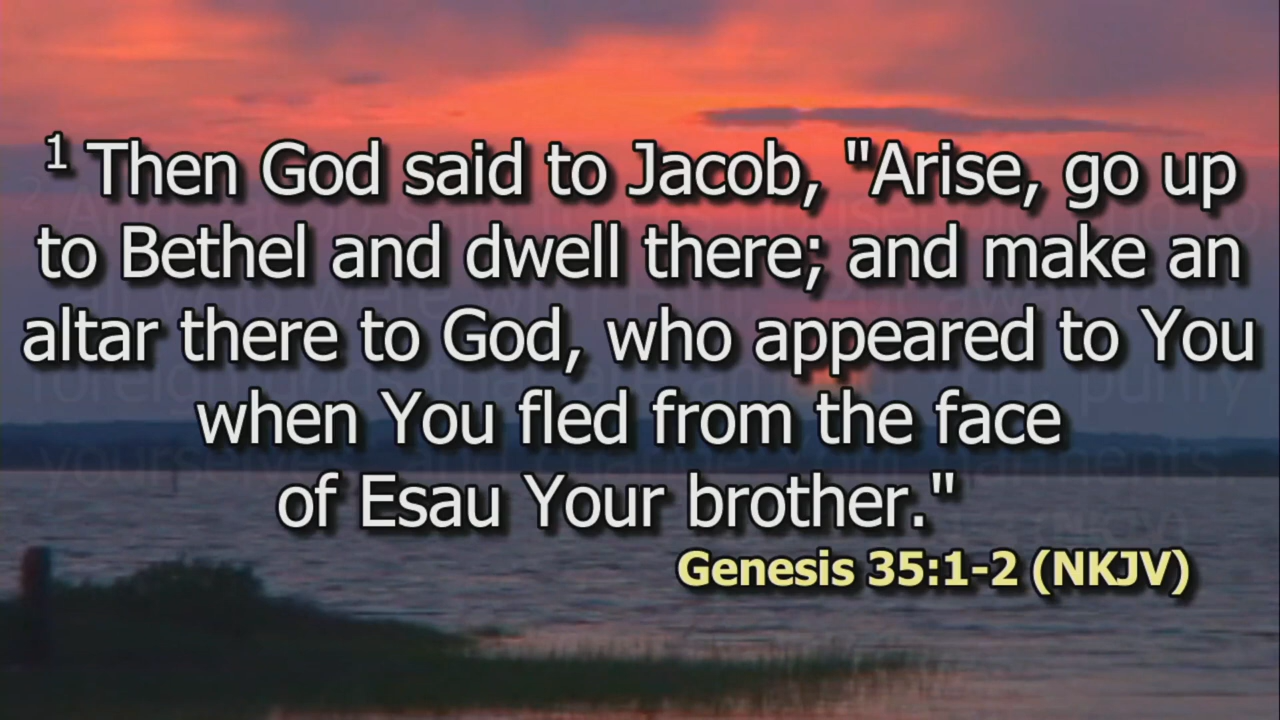 1 Then God said to Jacob, "Arise, go up
to Bethel and dwell there; and make an
altar there to God, who appeared to You
when You fled from the face
of Esau Your brother."
Genesis 35:1-2 (NKJV)